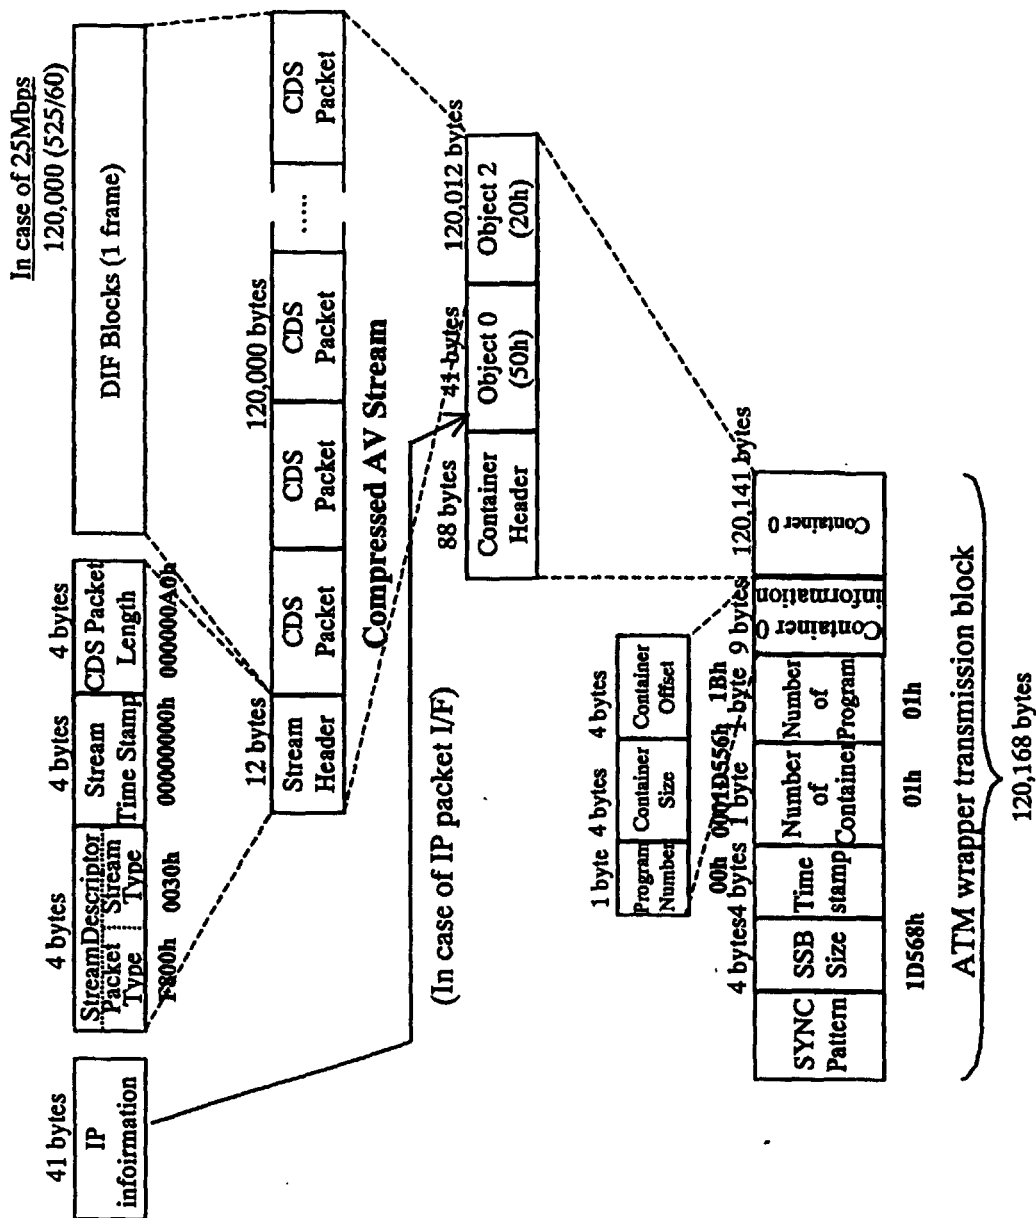 In case of 25Mbps
120,000 (525/60)
41 bytes
4 bytes
4 bytes
4 bytes
IP
infoirmation
StreamDescriptor
Packet
Type
Stream
Type
Stream
Time Stamp
CDS Packet
Length
DIF Blocks (1 frame)
F800h
0030h
00000000h
000000A0h
12 bytes
120,000 bytes
Stream
Header
CDS
Packet
CDS
Packet
CDS
Packet
.....
CDS
Packet
Compressed AV Stream
(In case of IP packet I/F)
88 bytes
41 bytes
120,012 bytes
Container
Header
Object 0
(50h)
Object 2
(20h)
1 byte
4 bytes
4 bytes
Program
Number
Container
Size
Container
Offset
00h
0001D556h
1Bh
4 bytes
4 bytes
1 byte
1 byte
9 bytes
120,141 bytes
SYNC
Pattern
SSB
Size
Time
stamp
Number
of
Container
Number
of
Program
Container 0
information
Container 0
1D568h
01h
01h
ATM wrapper transmission block
120,168 bytes